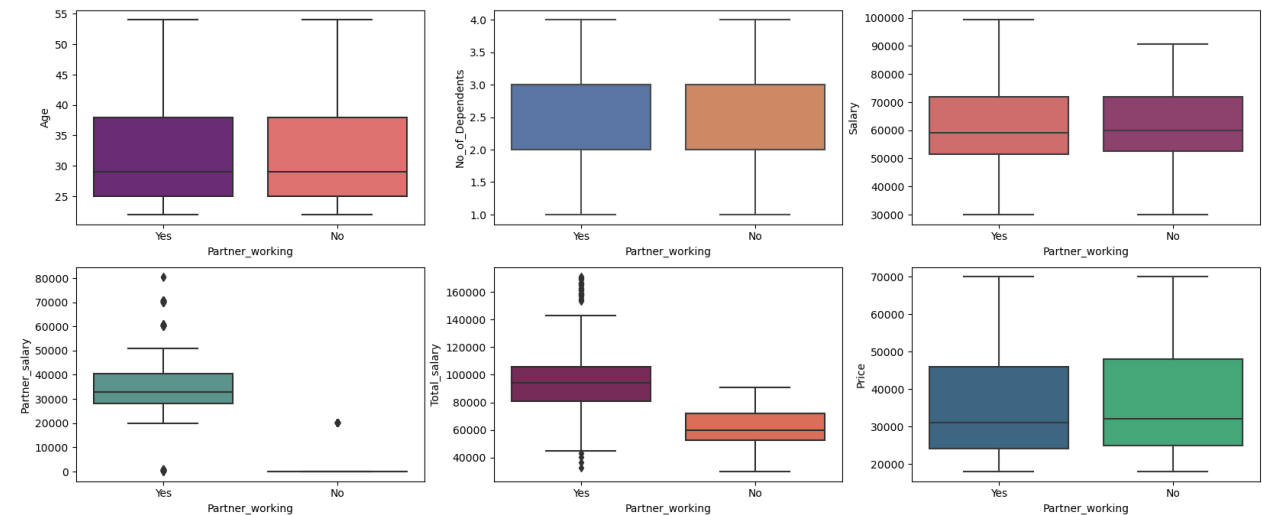 55
50
45
40
35
30
25
Age
Yes No
Partner_working
4.0
3.5
3.0
2.5
2.0
1.5
1.0
No_of_Dependents
Yes No
Partner_working
100000
90000
80000
70000
60000
50000
40000
30000
Salary
Yes No
Partner_working
80000
70000
60000
50000
40000
30000
20000
10000
0
Partner_salary
Yes No
Partner_working
160000
140000
120000
100000
80000
60000
40000
Total_salary
Yes No
Partner_working
70000
60000
50000
40000
30000
20000
Price
Yes No
Partner_working